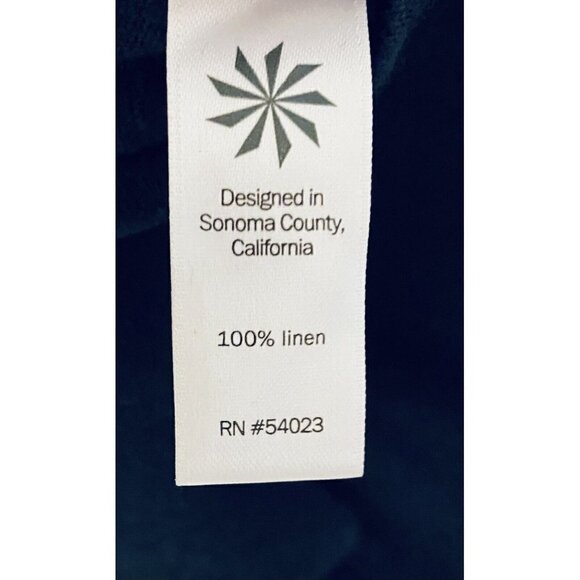 Designed in
Sonoma County,
California
100% linen
RN #54023